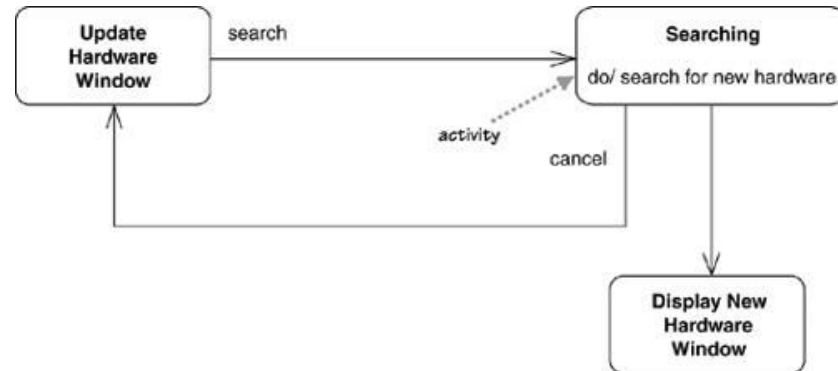 Update
Hardware
Window
search
Searching
do/ search for new hardware
activity
cancel
Display New
Hardware
Window